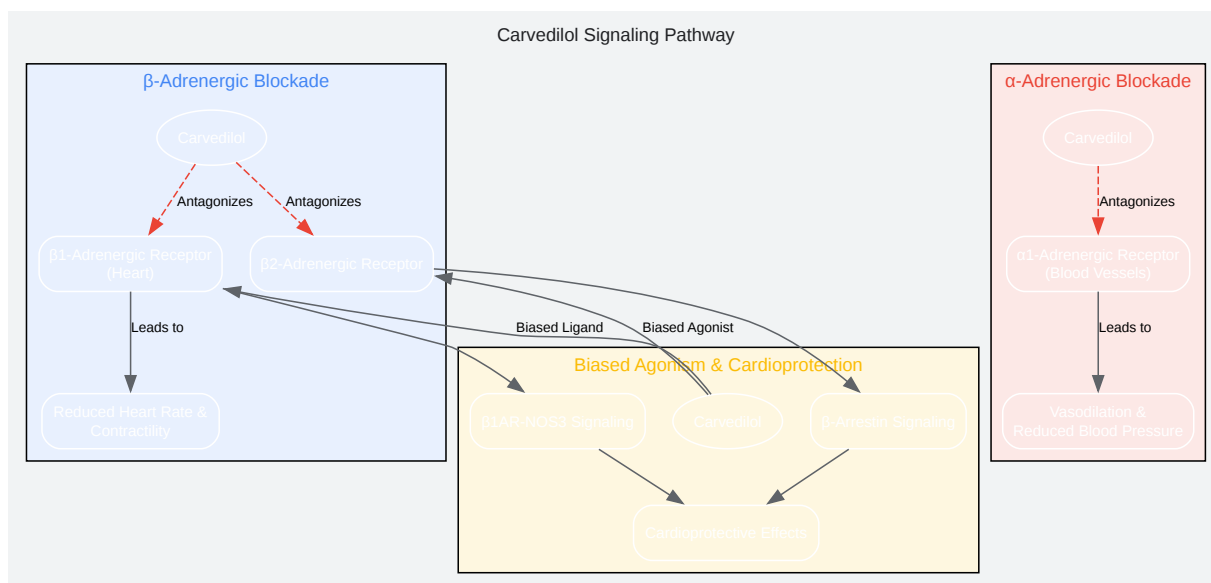 Carvedilol Signaling Pathway
β-Adrenergic Blockade
Carvedilol
Antagonizes
Antagonizes
β1-Adrenergic Receptor
(Heart)
β2-Adrenergic Receptor
Leads to
Reduced Heart Rate &
Contractility
Biased Ligand
Biased Agonist
Biased Agonism & Cardioprotection
β1AR-NOS3 Signaling
Carvedilol
β-Arrestin Signaling
Cardioprotective Effects
α-Adrenergic Blockade
Carvedilol
Antagonizes
α1-Adrenergic Receptor
(Blood Vessels)
Leads to
Vasodilation &
Reduced Blood Pressure